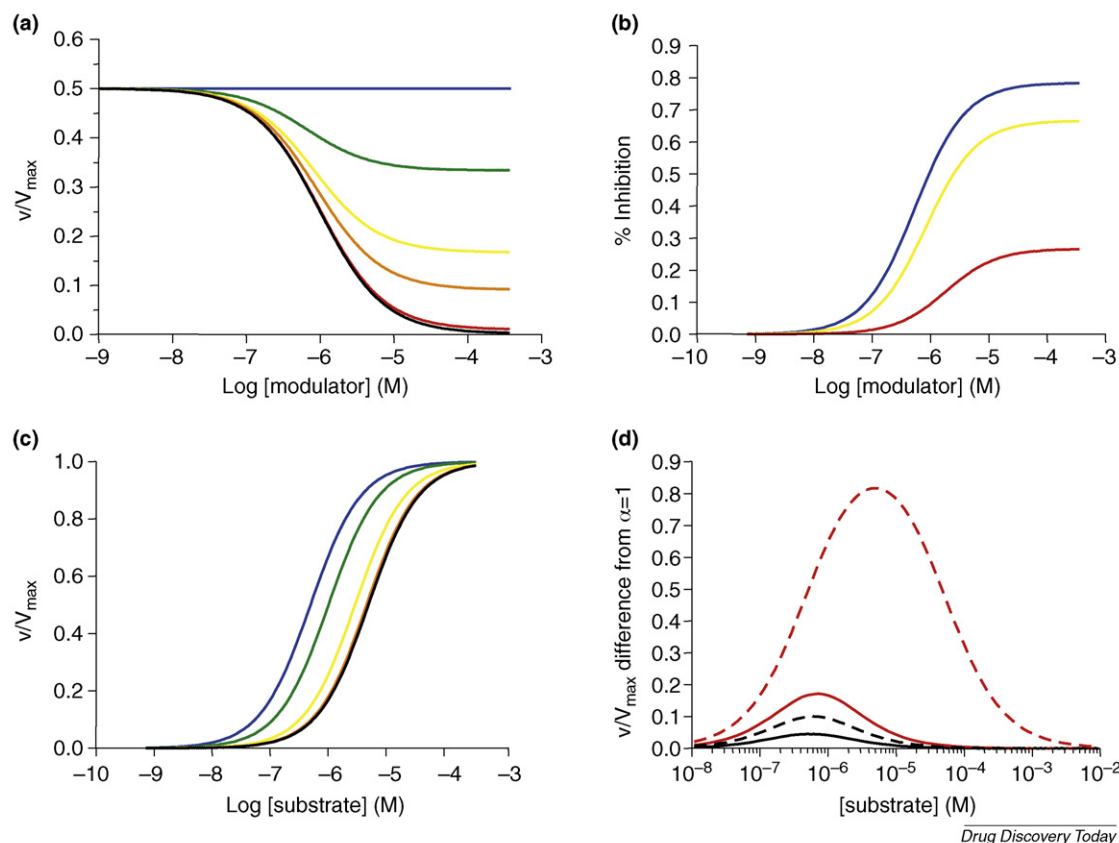 (a)
0.6
0.5
0.4
0.3
0.2
0.1
0.0
v/Vmax
–9 –8 –7 –6 –5 –4 –3
Log [modulator] (M)
(b)
0.9
0.8
0.7
0.6
0.5
0.4
0.3
0.2
0.1
0.0
% Inhibition
–10 –9 –8 –7 –6 –5 –4 –3
Log [modulator] (M)
(c)
1.0
0.8
0.6
0.4
0.2
0.0
v/Vmax
–10 –9 –8 –7 –6 –5 –4 –3
Log [substrate] (M)
(d)
0.9
0.8
0.7
0.6
0.5
0.4
0.3
0.2
0.1
0
v/Vmax difference from α=1
10–8 10–7 10–6 10–5 10–4 10–3 10–2
[substrate] (M)
Drug Discovery Today